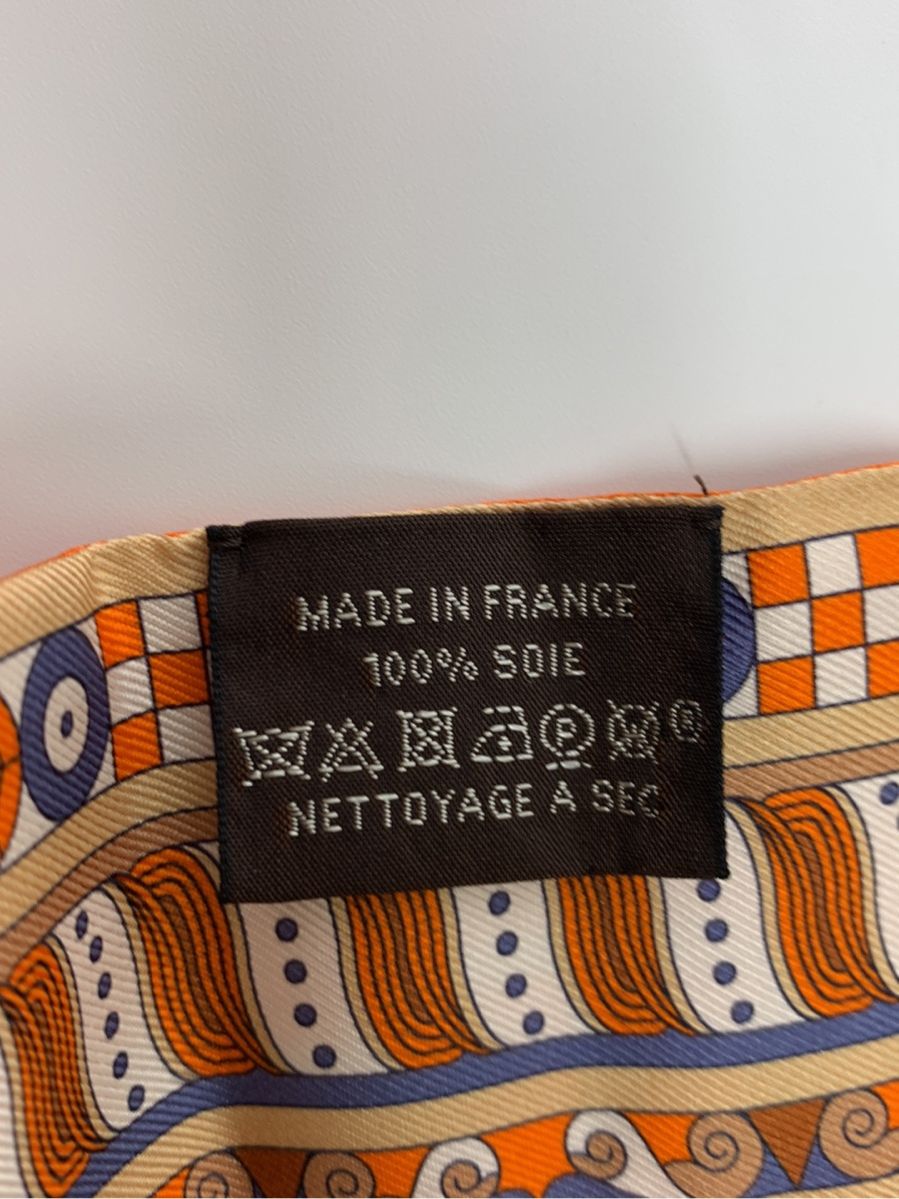 MADE IN FRANCE
100% SOIE
P W ®
NETTOYAGE A SEC